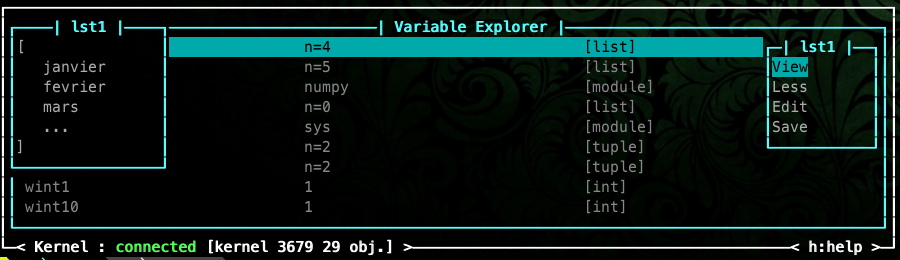 lst1 Variable Explorer
[ n=4 [list] lst1
janvier n=5 [list] View
fevrier numpy [module] Less
mars n=0 [list] Edit
... sys [module] Save
] n=2 [tuple]
n=2 [tuple]
wint1 1 [int]
wint10 1 [int]
< Kernel : connected [kernel 3679 29 obj.] > < h:help >